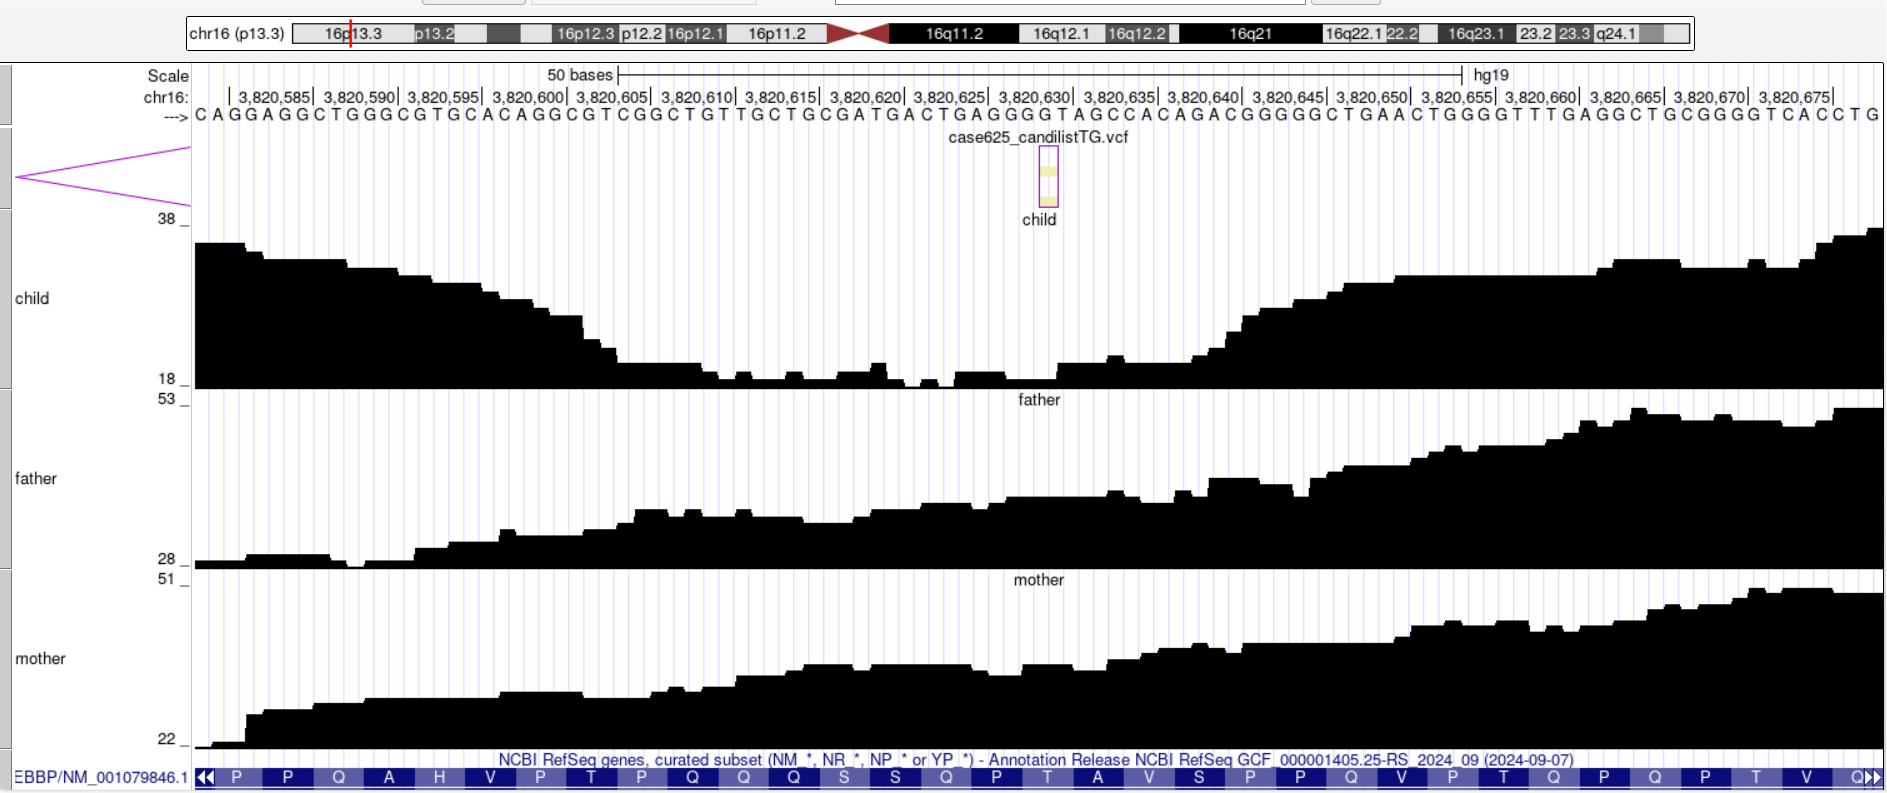 chr16 (p13.3) 16p13.3 p13.2 16p12.3 p12.2 16p12.1 16p11.2 16q11.2 16q12.1 16q12.2 16q21 16q22.1 22.2 16q23.1 23.2 23.3 q24.1
Scale 50 bases hg19
chr16: 3,820,585 3,820,590 3,820,595 3,820,600 3,820,605 3,820,610 3,820,615 3,820,620 3,820,625 3,820,630 3,820,635 3,820,640 3,820,645 3,820,650 3,820,655 3,820,660 3,820,665 3,820,670 3,820,675
---> C A G G A G G C T G G G C G T G C A C A G G C G T C G G C T G T T G C T G C G A T G A C T G A G G G G T A G C C A C A G A C G G G G G C T G A A C T G G G G T T T G A G G C T G C G G G G T C A C C T G
case625_candilistTG.vcf
child
38
child
18
father
53
father
28
mother
51
mother
22
NCBI RefSeq genes, curated subset (NM_*, NR_*, NP_* or YP_*) - Annotation Release NCBI RefSeq GCF_000001405.25-RS_2024_09 (2024-09-07)
EBBP/NM_001079846.1 P P Q A H V P T P Q Q Q S S Q P T A V S P P Q V P T Q P Q P T V Q